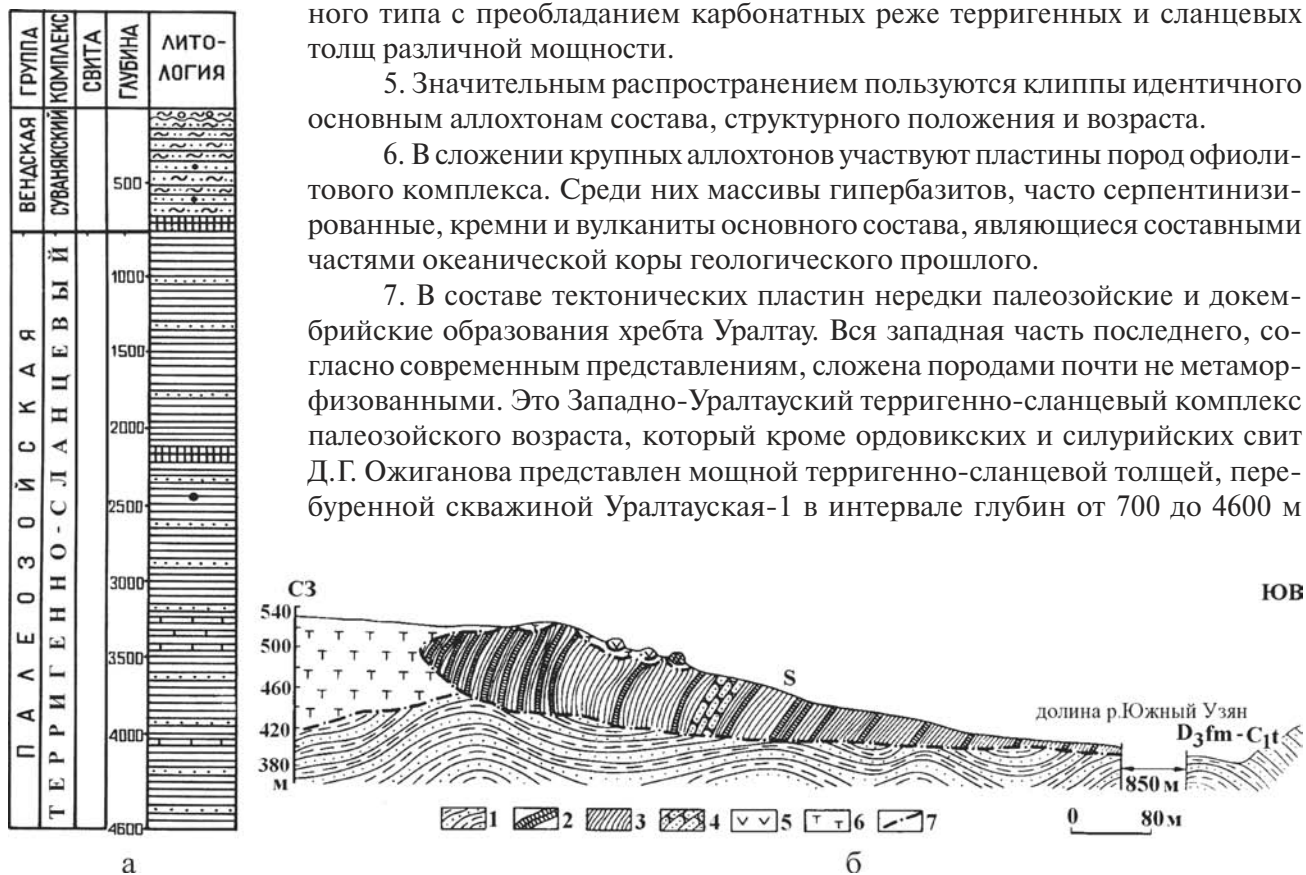 ного типа с преобладанием карбонатных реже терригенных и сланцевых
толщ различной мощности.
5. Значительным распространением пользуются клиппы идентичного
основным аллохтонам состава, структурного положения и возраста.
6. В сложении крупных аллохтонов участвуют пластины пород офиоли-
тового комплекса. Среди них массивы гипербазитов, часто серпентинизи-
рованные, кремни и вулканиты основного состава, являющиеся составными
частями океанической коры геологического прошлого.
7. В составе тектонических пластин нередки палеозойские и докем-
брийские образования хребта Уралтау. Вся западная часть последнего, со-
гласно современным представлениям, сложена породами почти не метамор-
физованными. Это Западно-Уралтауский терригенно-сланцевый комплекс
палеозойского возраста, который кроме ордовикских и силурийских свит
Д.Г. Ожиганова представлен мощной терригенно-сланцевой толщей, пере-
буренной скважиной Уралтауская-1 в интервале глубин от 700 до 4600 м
ГРУППА
КОМПЛЕКС
СВИТА
ГЛУБИНА
ЛИТО-
ЛОГИЯ
ВЕНДСКАЯ
СУВАНЯКСКИЙ
ПАЛЕОЗОЙСКАЯ
ТЕРРИГЕННО-СЛАНЦЕВЫЙ
500
1000
1500
2000
2500
3000
3500
4000
4600
а
СЗ
ЮВ
540
500
460
420
380
м
S
долина р.Южный Узян
D3fm - C1t
850 м
1 2 3 4 5 6 7
v v
т т
0 80 м
б